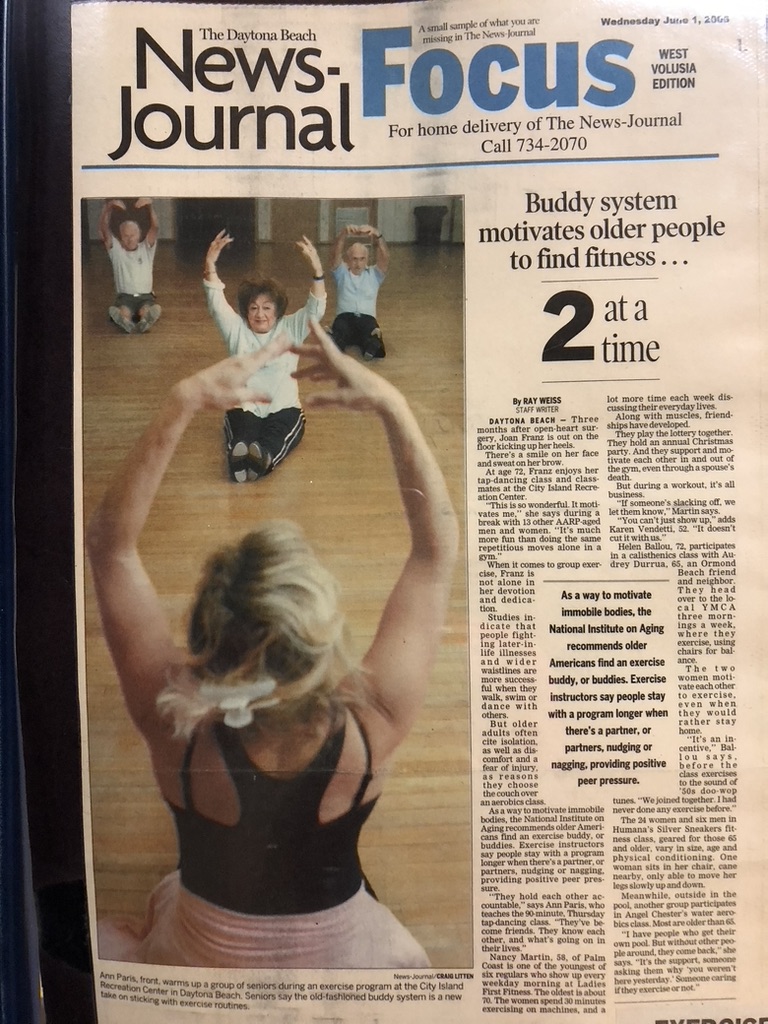 The Daytona Beach
News-
Journal
A small sample of what you are
missing in The News-Journal
Focus
Wednesday June 1, 2005
WEST
VOLUSIA
EDITION
1.
For home delivery of The News-Journal
Call 734-2070
Buddy system
motivates older people
to find fitness ...
2 at a
time
By RAY WEISS
STAFF WRITER
DAYTONA BEACH — Three
months after open-heart sur-
gery, Joan Franz is out on the
floor kicking up her heels.
There's a smile on her face
and sweat on her brow.
At age 72, Franz enjoys her
tap-dancing class and class-
mates at the City Island Recre-
ation Center.
"This is so wonderful. It moti-
vates me," she says during a
break with 13 other AARP-aged
men and women. "It's much
more fun than doing the same
repetitious moves alone in a
gym."
When it comes to group exer-
cise, Franz is
not alone in
her devotion
and dedica-
tion.
Studies in-
dicate that
people fight-
ing later-in-
life illnesses
and wider
waistlines are
more success-
ful when they
walk, swim or
dance with
others.
But older
adults often
cite isolation,
as well as dis-
comfort and a
fear of injury,
as reasons
they choose
the couch over
an aerobics class.
As a way to motivate immobile
bodies, the National Institute on
Aging recommends older Ameri-
cans find an exercise buddy, or
buddies. Exercise instructors
say people stay with a program
longer when there's a partner, or
partners, nudging or nagging,
providing positive peer pres-
sure.
"They hold each other ac-
countable," says Ann Paris, who
teaches the 90-minute, Thursday
tap-dancing class. "They've be-
come friends. They know each
other, and what's going on in
their lives."
Nancy Martin, 58, of Palm
Coast is one of the youngest of
six regulars who show up every
weekday morning at Ladies
First Fitness. The oldest is about
70. The women spend 30 minutes
exercising on machines, and a
lot more time each week dis-
cussing their everyday lives.
Along with muscles, friend-
ships have developed.
They play the lottery together.
They hold an annual Christmas
party. And they support and mo-
tivate each other in and out of
the gym, even through a spouse's
death.
But during a workout, it's all
business.
"If someone's slacking off, we
let them know," Martin says.
"You can't just show up," adds
Karen Vendetti, 52. "It doesn't
cut it with us."
Helen Ballou, 72, participates
in a calisthenics class with Au-
drey Durrua, 65, an Ormond
Beach friend
and neighbor.
They head
over to the lo-
cal YMCA
three morn-
ings a week,
where they
exercise, using
chairs for bal-
ance.
The two
women moti-
vate each other
to exercise,
even when
they would
rather stay
home.
"It's an in-
centive," Bal-
lou says,
before the
class exercises
to the sound of
'50s doo-wop
tunes. "We joined together. I had
never done any exercise before."
The 24 women and six men in
Humana's Silver Sneakers fit-
ness class, geared for those 65
and older, vary in size, age and
physical conditioning. One
woman sits in her chair, cane
nearby, only able to move her
legs slowly up and down.
Meanwhile, outside in the
pool, another group participates
in Angel Chester's water aero-
bics class. Most are older than 65.
"I have people who get their
own pool. But without other peo-
ple around, they come back," she
says. "It's the support, someone
asking them why 'you weren't
here yesterday.' Someone caring
if they exercise or not."
As a way to motivate
immobile bodies, the
National Institute on Aging
recommends older
Americans find an exercise
buddy, or buddies. Exercise
instructors say people stay
with a program longer when
there's a partner, or
partners, nudging or
nagging, providing positive
peer pressure.
News-Journal/CRAIG LITTEN
Ann Paris, front, warms up a group of seniors during an exercise program at the City Island
Recreation Center in Daytona Beach. Seniors say the old-fashioned buddy system is a new
take on sticking with exercise routines.